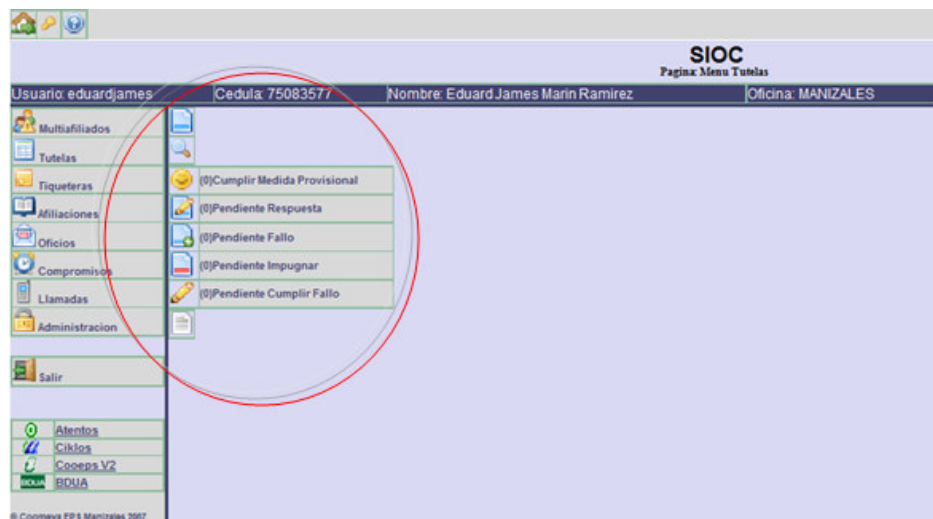 SIOC
Pagina: Menu Tutelas
Usuario: eduardjames Cedula: 75083577 Nombre: Eduard James Marin Ramirez Oficina: MANIZALES
Multiafiliados
Tutelas
Tiqueteras
Afiliaciones
Oficios
Compromisos
Llamadas
Administracion
Salir
Atentos
Ciklos
Cooeps V2
BDUA BDUA
© Coomeva EPS Manizales 2007
(0)Cumplir Medida Provisional
(0)Pendiente Respuesta
(0)Pendiente Fallo
(0)Pendiente Impugnar
(0)Pendiente Cumplir Fallo